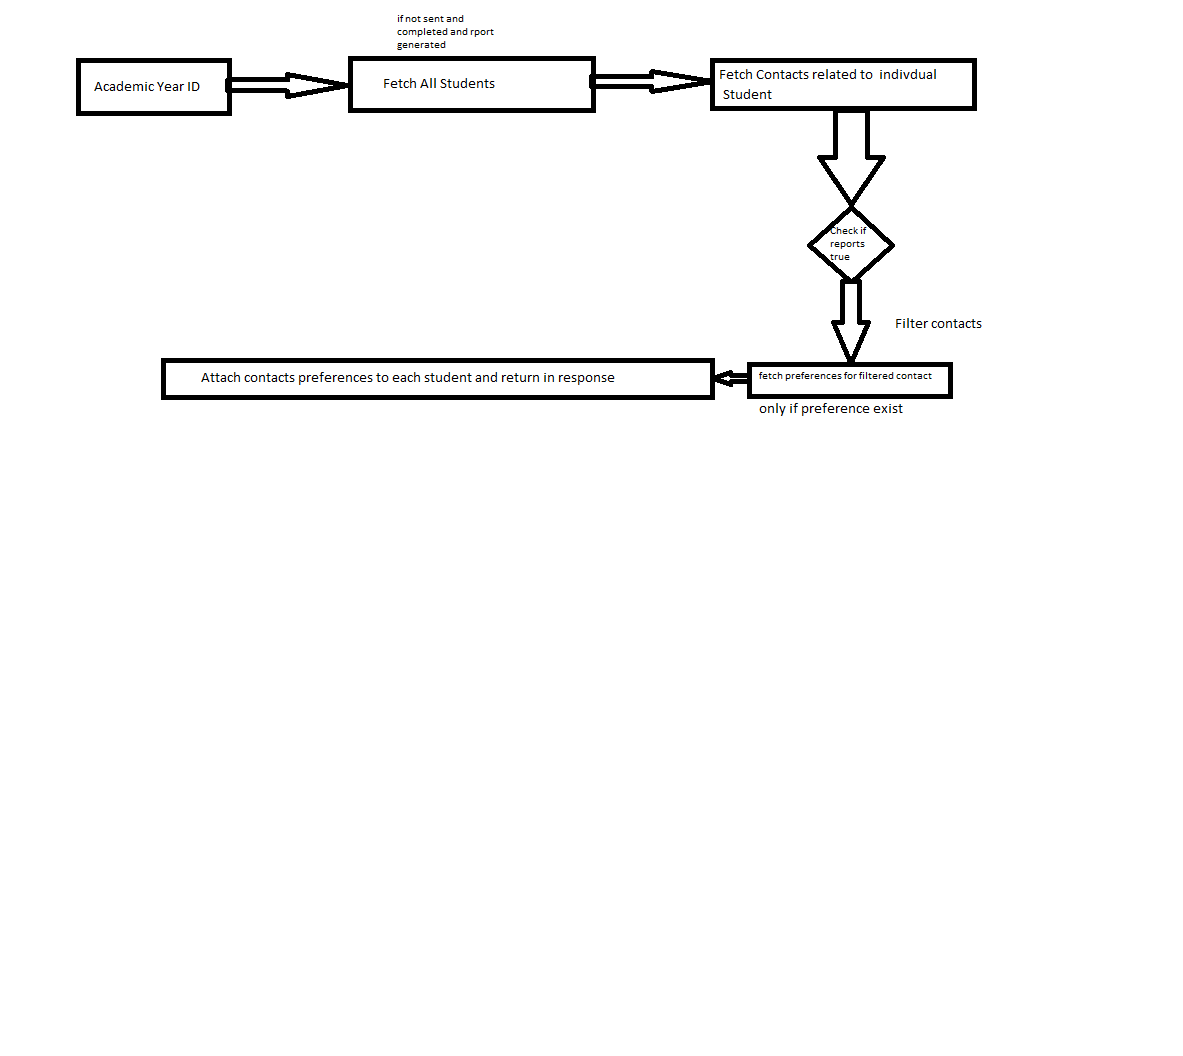 if not sent and
completed and rport
generated
Academic Year ID
Fetch All Students
Fetch Contacts related to  indivdual
Student
Check if
reports
true
Filter contacts
fetch preferences for filtered contact
only if preference exist
Attach contacts preferences to each student and return in response